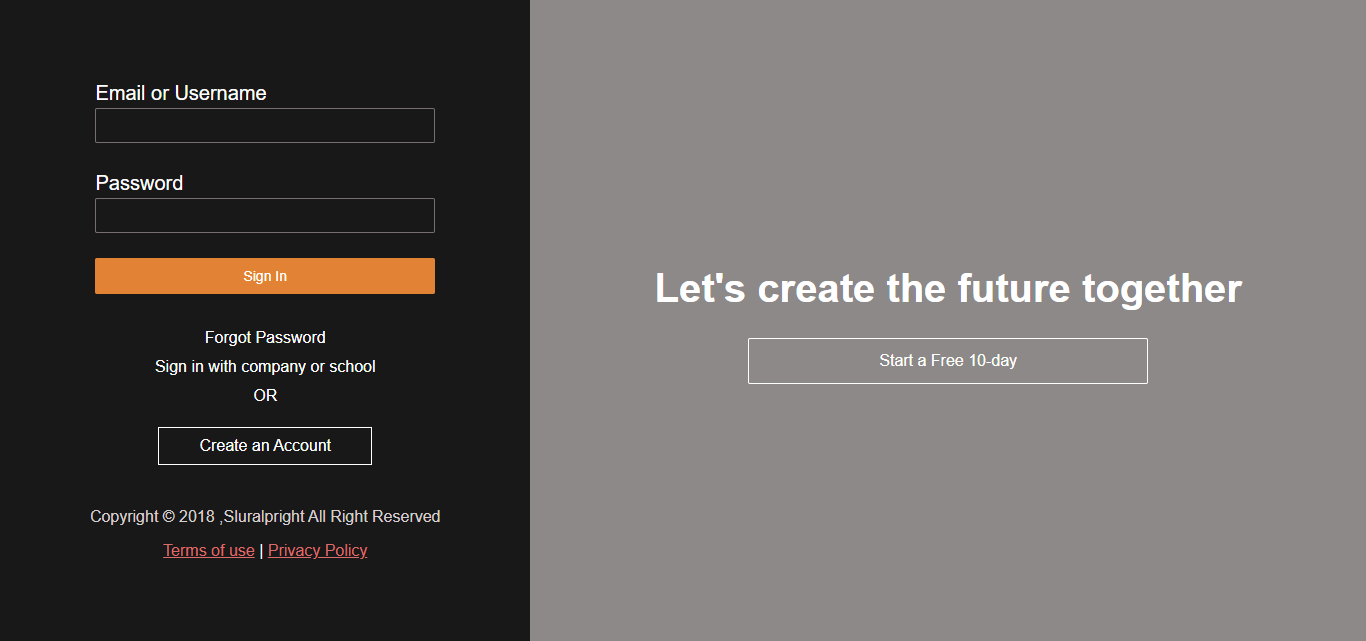 Email or Username
Password
Sign In
Forgot Password
Sign in with company or school
OR
Create an Account
Copyright © 2018 ,Sluralpright All Right Reserved
Terms of use | Privacy Policy
Let's create the future together
Start a Free 10-day